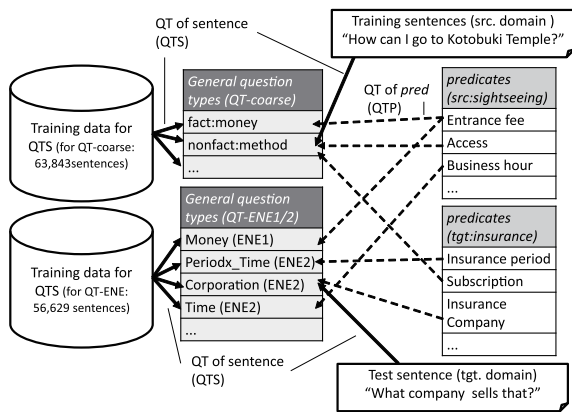 QT of sentence
(QTS)
Training sentences (src. domain )
“How can I go to Kotobuki Temple?”
Training data for
QTS (for QT-coarse:
63,843sentences)
General question
types (QT-coarse)
fact:money
nonfact:method
...
QT of pred
(QTP)
predicates
(src:sightseeing)
Entrance fee
Access
Business hour
...
Training data for
QTS (for QT-ENE:
56,629 sentences)
General question
types (QT-ENE1/2)
Money (ENE1)
Periodx_Time (ENE2)
Corporation (ENE2)
Time (ENE2)
...
predicates
(tgt:insurance)
Insurance period
Subscription
Insurance
Company
...
QT of sentence
(QTS)
Test sentence (tgt. domain)
“What company  sells that?”